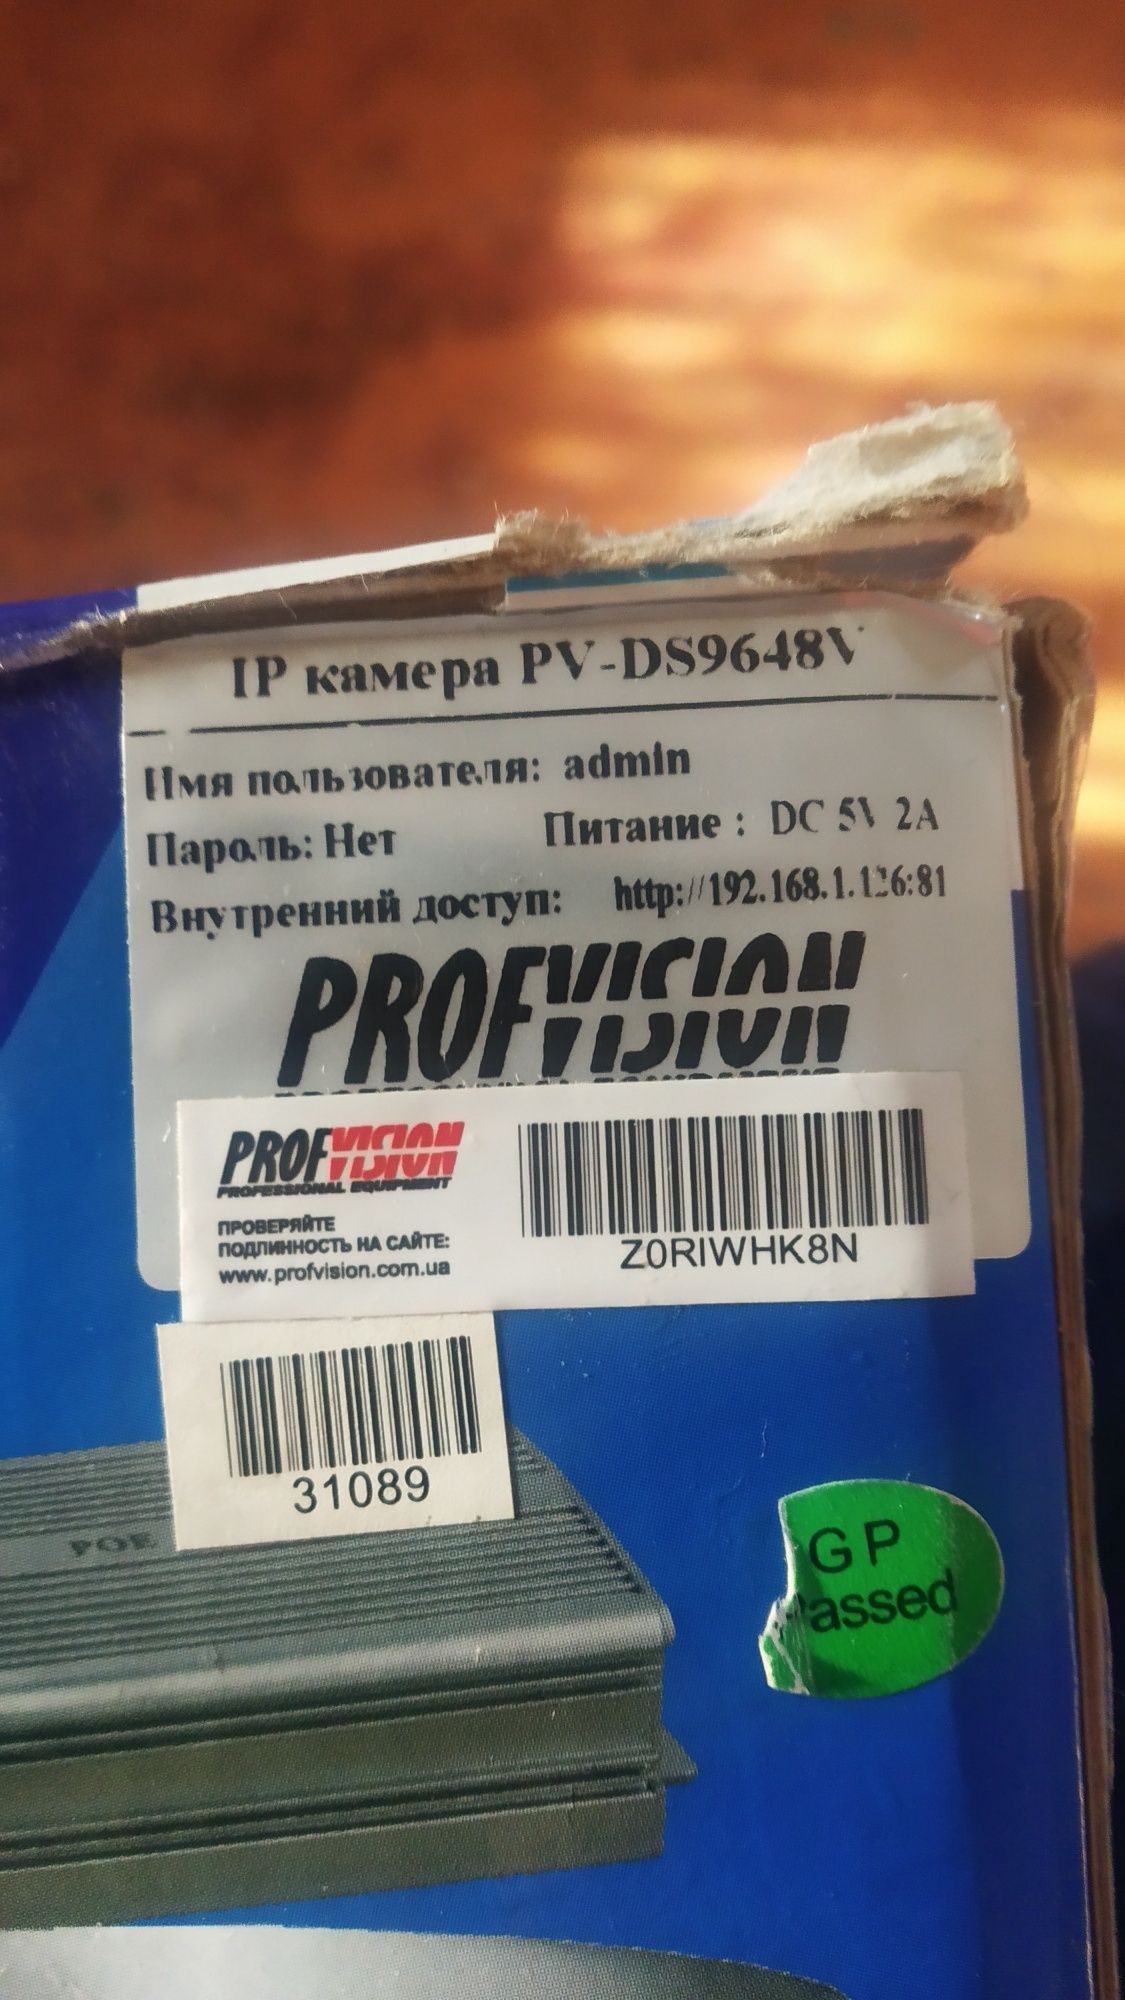 IP камера PV-DS9648V
Имя пользователя: admin
Пароль: Нет Питание : DC 5V 2A
Внутренний доступ: http://192.168.1.126:81
PROFVISION
PROFVISION
PROFESSIONAL EQUIPMENT
ПРОВЕРЯЙТЕ
ПОДЛИННОСТЬ НА САЙТЕ:
www.profvision.com.ua
Z0RIWHK8N
31089
POE
GP
Passed